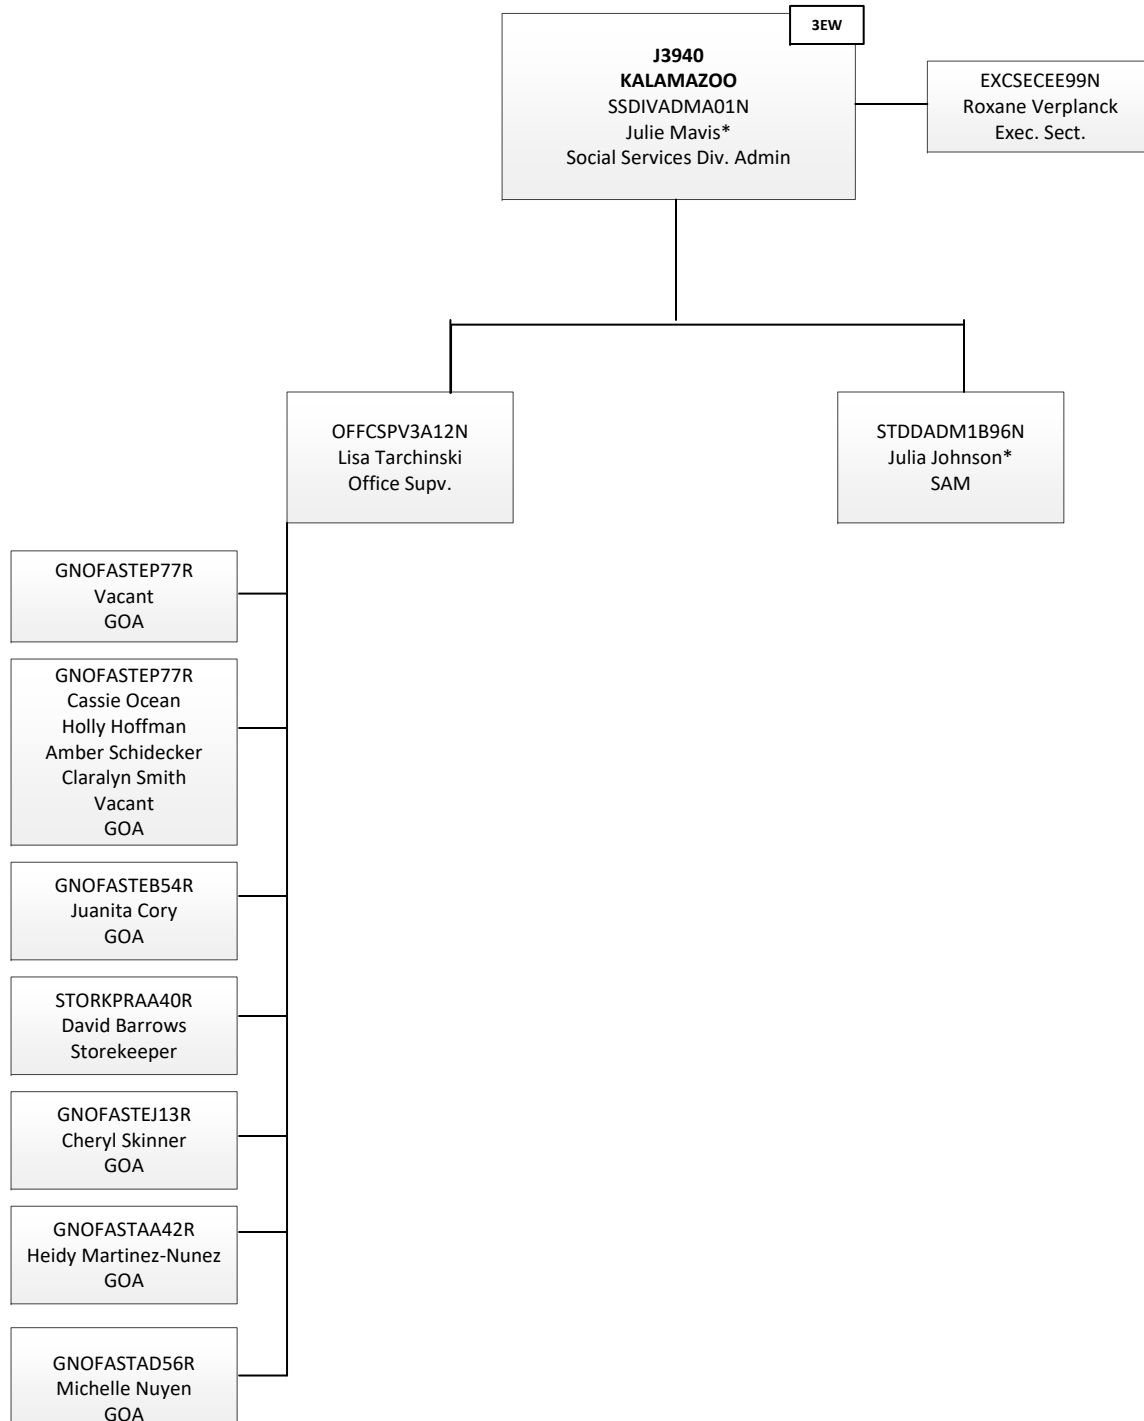 3EW
J3940
KALAMAZOO
SSDIVADMA01N
Julie Mavis*
Social Services Div. Admin
EXCSECEE99N
Roxane Verplanck
Exec. Sect.
OFFCSPV3A12N
Lisa Tarchinski
Office Supv.
STDDADM1B96N
Julia Johnson*
SAM
GNOFASTEP77R
Vacant
GOA
GNOFASTEP77R
Cassie Ocean
Holly Hoffman
Amber Schidecker
Claralyn Smith
Vacant
GOA
GNOFASTEB54R
Juanita Cory
GOA
STORKPRAA40R
David Barrows
Storekeeper
GNOFASTEJ13R
Cheryl Skinner
GOA
GNOFASTAA42R
Heidy Martinez-Nunez
GOA
GNOFASTAD56R
Michelle Nuyen
GOA